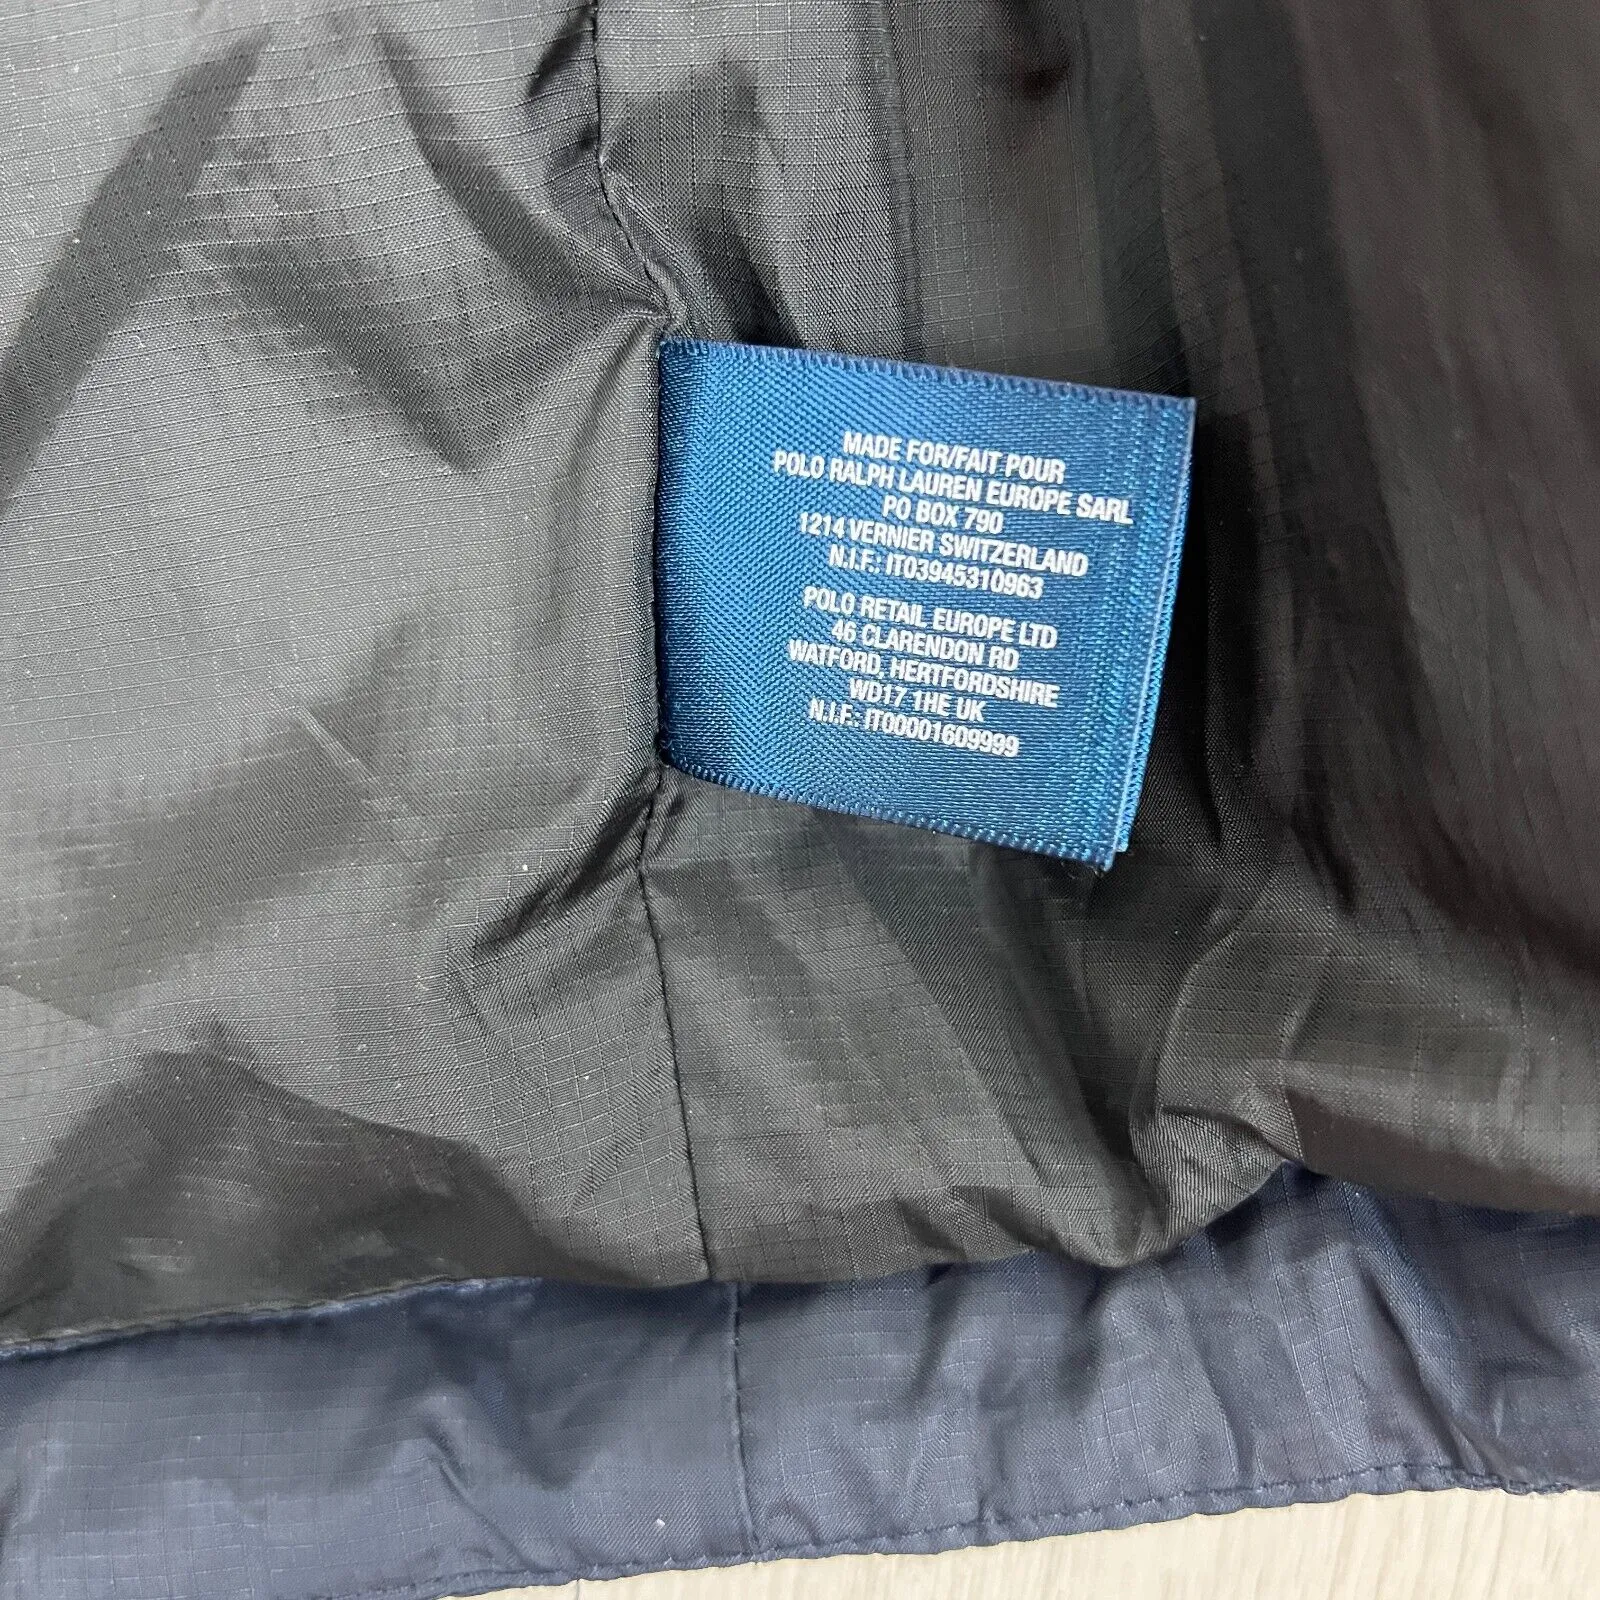 MADE FOR/FAIT POUR
POLO RALPH LAUREN EUROPE SARL
PO BOX 790
1214 VERNIER SWITZERLAND
N.I.F.: IT03945310963
POLO RETAIL EUROPE LTD
46 CLARENDON RD
WATFORD, HERTFORDSHIRE
WD17 1HE UK
N.I.F.: IT00001609999